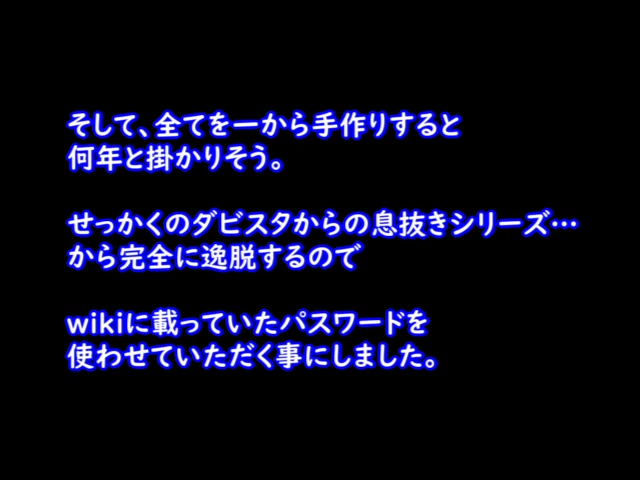 そして、全てを一から手作りすると
何年と掛かりそう。
せっかくのダビスタからの息抜きシリーズ…
から完全に逸脱するので
wikiに載っていたパスワードを
使わせていただく事にしました。